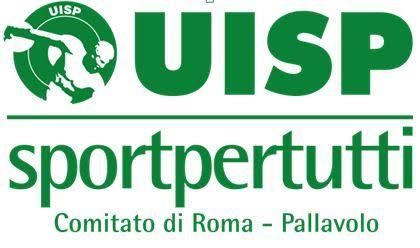 UISP
UISP
sportpertutti
Comitato di Roma - Pallavolo